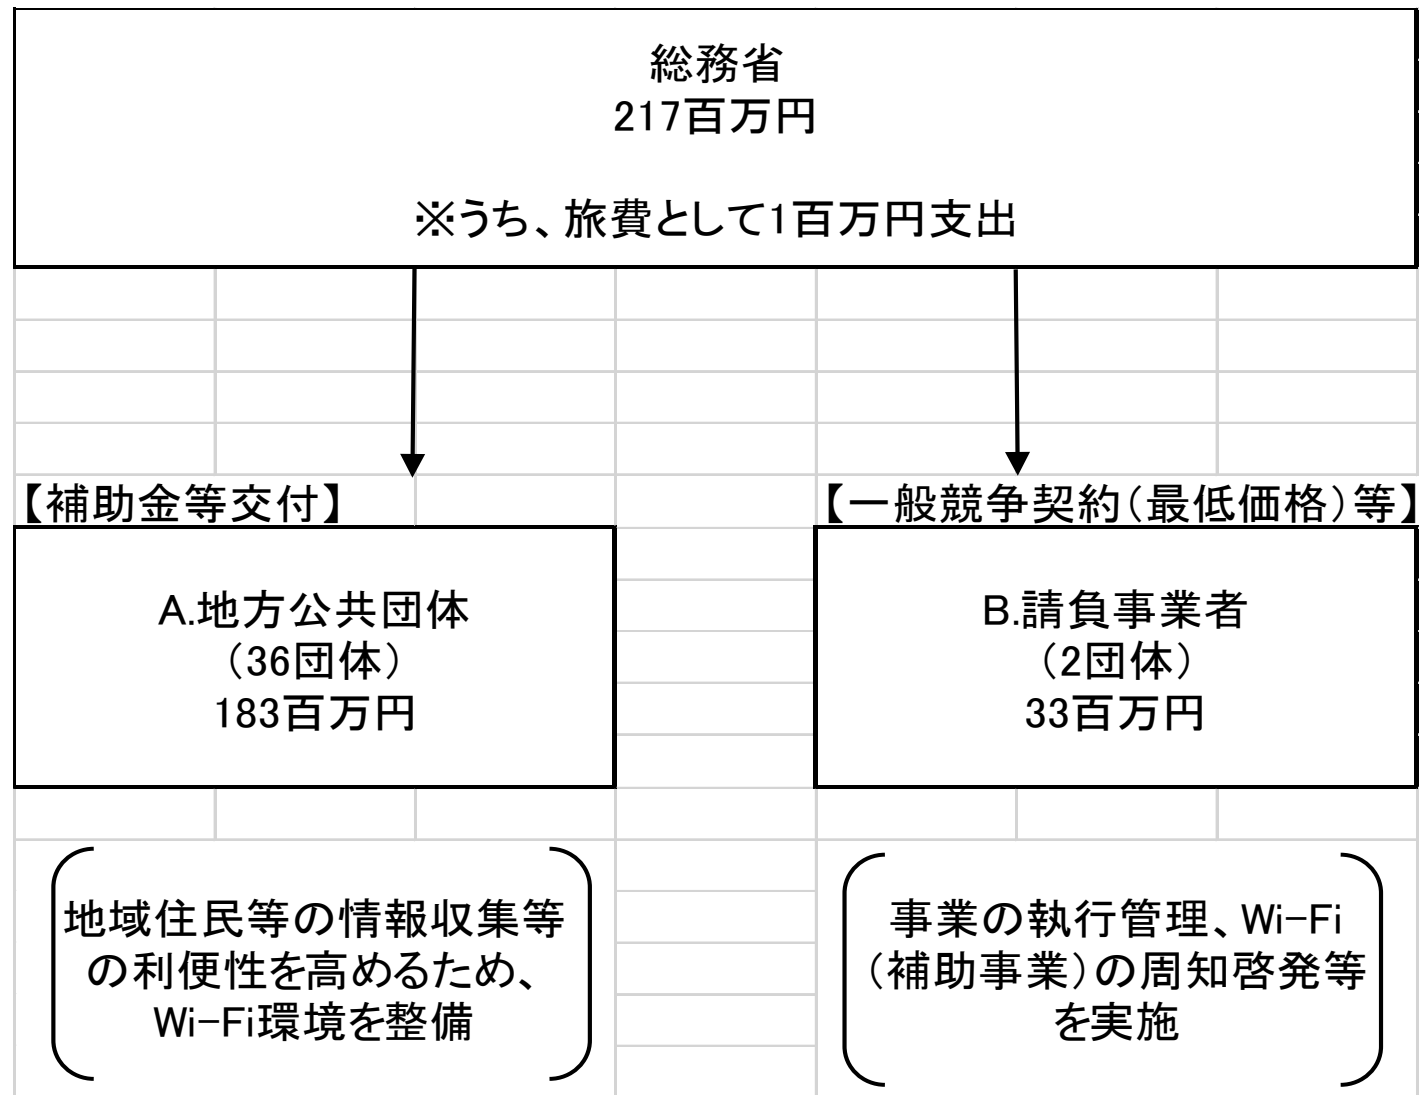 総務省
217百万円
※うち、旅費として1百万円支出
【補助金等交付】
【一般競争契約(最低価格)等】
A.地方公共団体
(36団体)
183百万円
B.請負事業者
(2団体)
33百万円
地域住民等の情報収集等
の利便性を高めるため、
Wi-Fi環境を整備
事業の執行管理、Wi-Fi
(補助事業)の周知啓発等
を実施